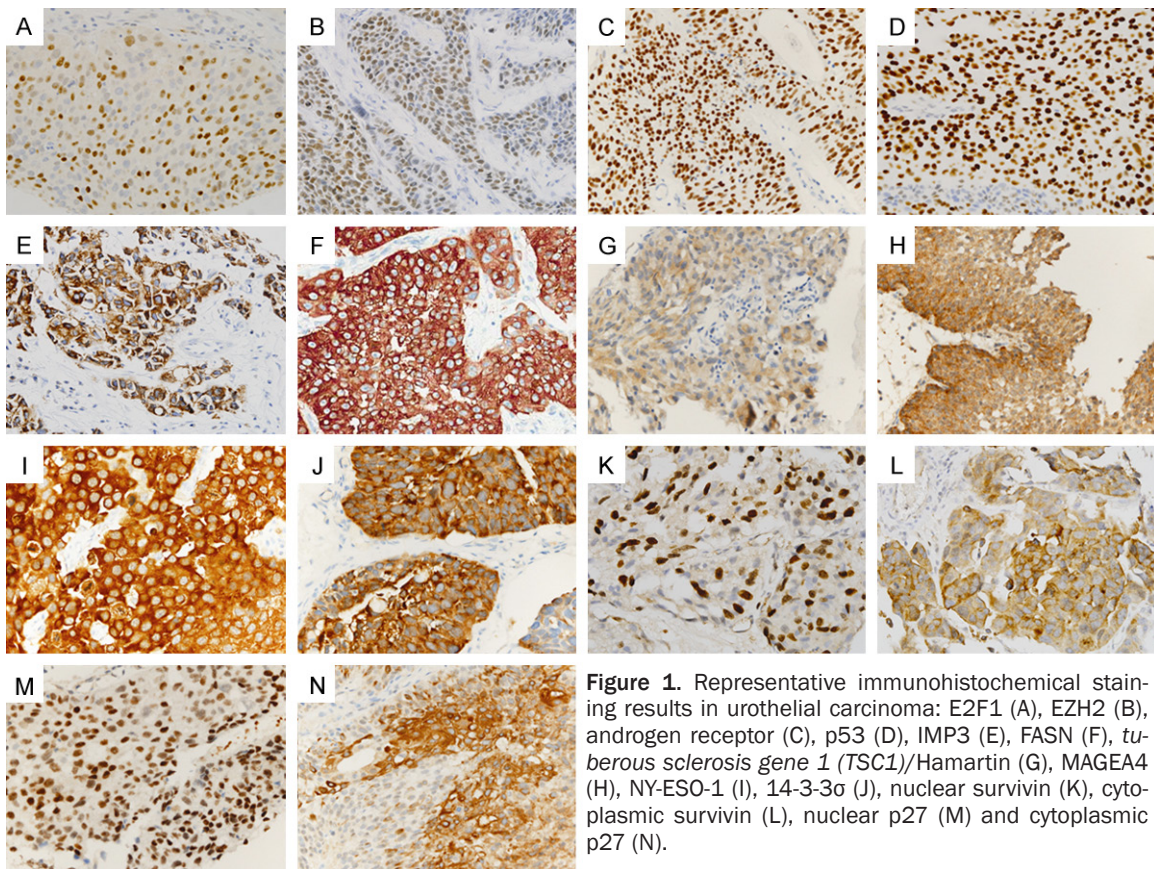 A
B
C
D
E
F
G
H
I
J
K
L
M
N
Figure 1. Representative immunohistochemical stain-
ing results in urothelial carcinoma: E2F1 (A), EZH2 (B),
androgen receptor (C), p53 (D), IMP3 (E), FASN (F), tu-
berous sclerosis gene 1 (TSC1)/Hamartin (G), MAGEA4
(H), NY-ESO-1 (I), 14-3-3σ (J), nuclear survivin (K), cyto-
plasmic survivin (L), nuclear p27 (M) and cytoplasmic
p27 (N).